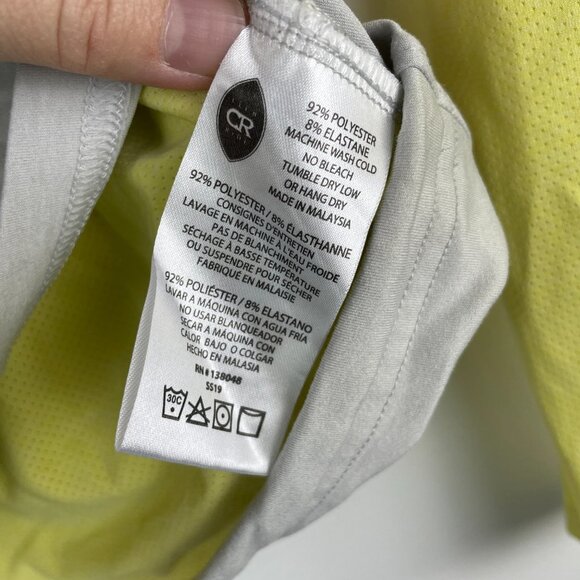 CR
92% POLYESTER
8% ELASTANE
MACHINE WASH COLD
NO BLEACH
TUMBLE DRY LOW
OR HANG DRY
MADE IN MALAYSIA
92% POLYESTER / 8% ÉLASTHANNE
CONSIGNES D'ENTRETIEN
LAVAGE EN MACHINE À L'EAU FROIDE
PAS DE BLANCHIMENT
SÉCHAGE À BASSE TEMPÉRATURE
OU SUSPENDRE POUR SÉCHER
FABRIQUÉ EN MALAISIE
92% POLIÉSTER / 8% ELASTANO
LAVAR A MÁQUINA CON AGUA FRÍA
NO USAR BLANQUEADOR
SECAR A MÁQUINA CON
CALOR BAJO O COLGAR
HECHO EN MALASIA
RN# 138048
SS19
30C